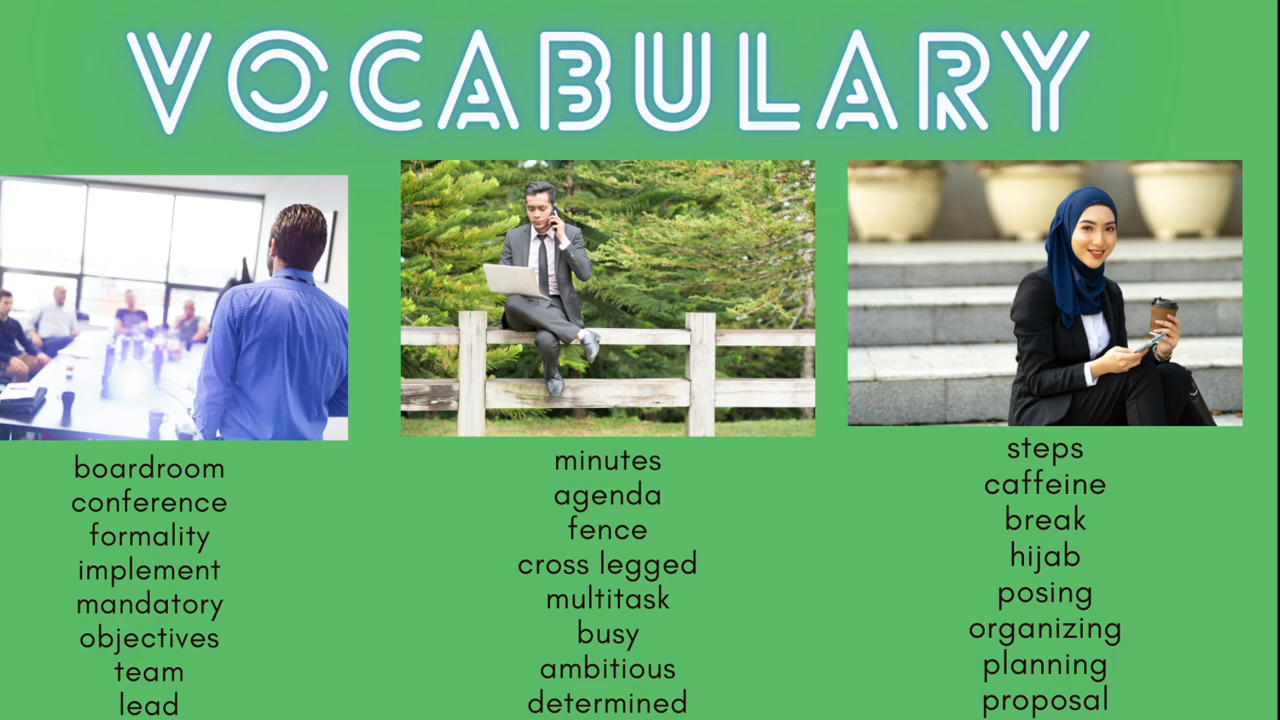 VOCABULARY
boardroom
conference
formality
implement
mandatory
objectives
team
lead
minutes
agenda
fence
cross legged
multitask
busy
ambitious
determined
steps
caffeine
break
hijab
posing
organizing
planning
proposal